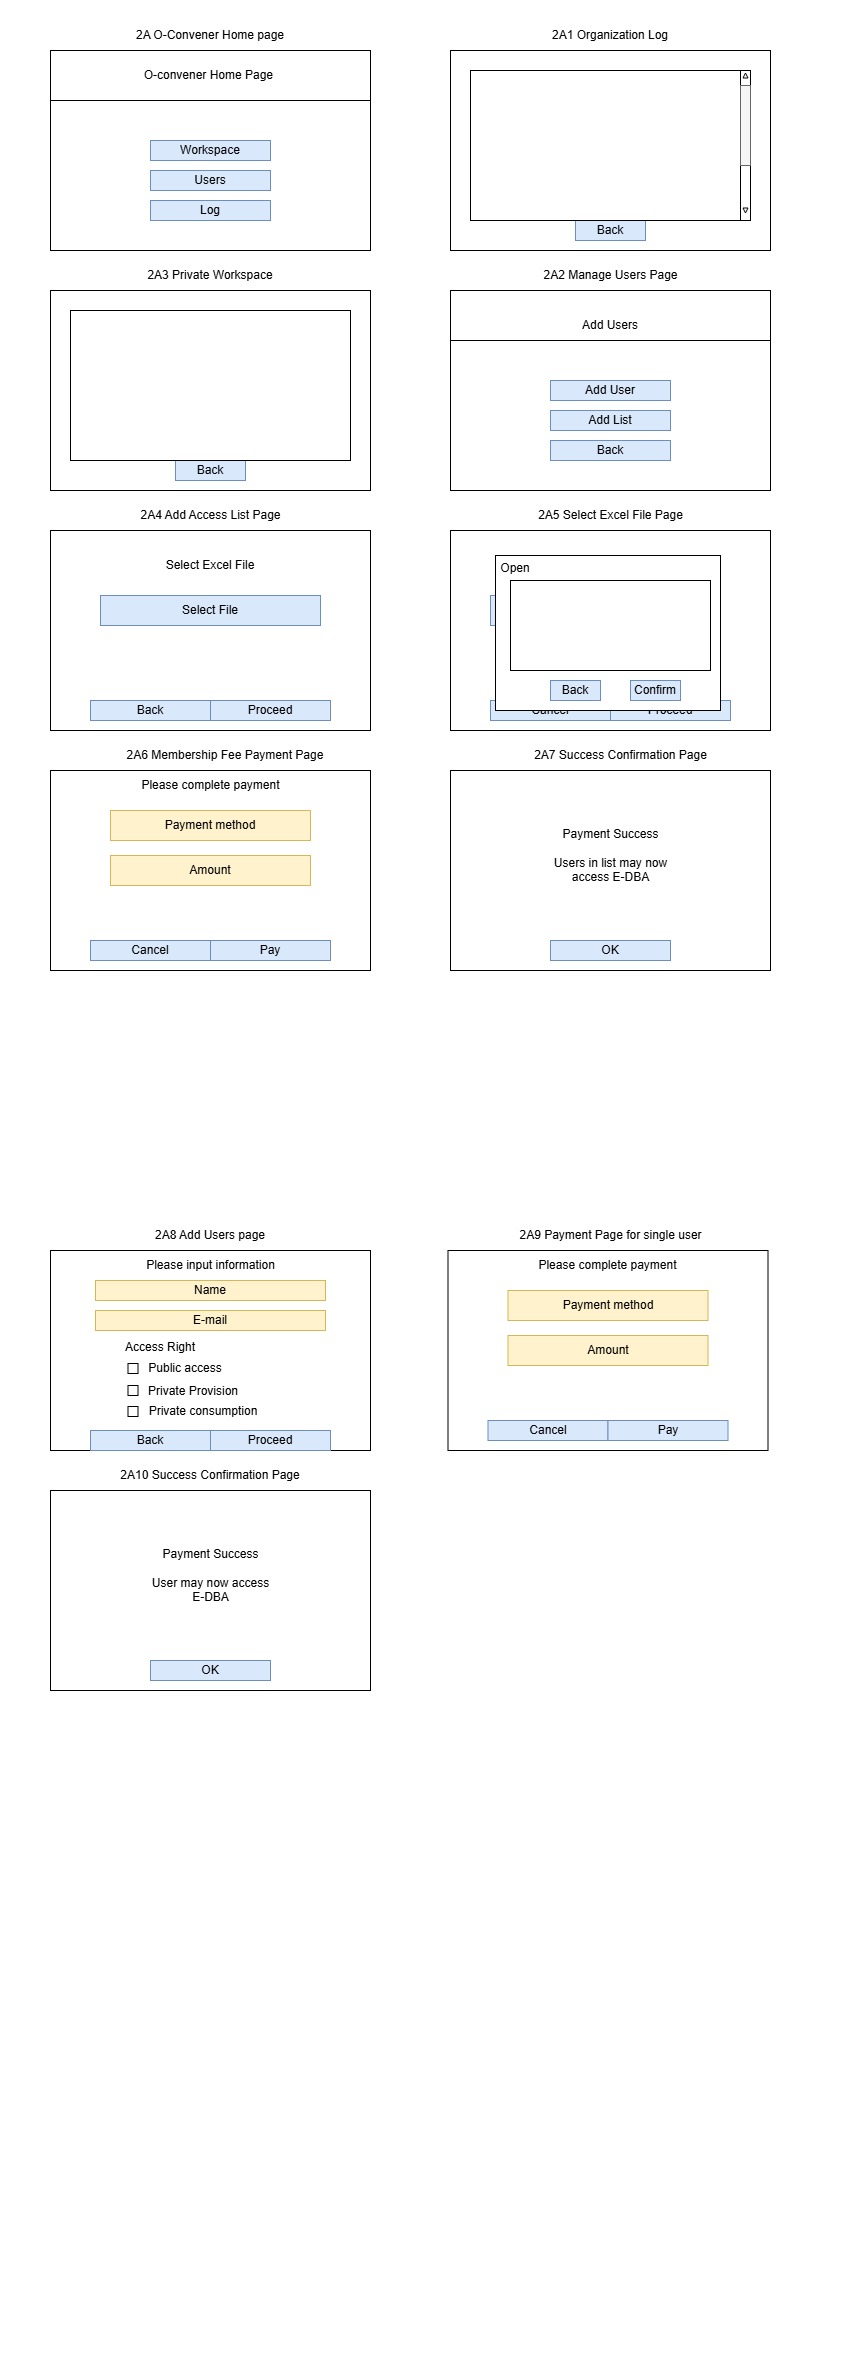 2A O-Convener Home page
O-convener Home Page
Workspace
Users
Log
2A1 Organization Log
Back
2A3 Private Workspace
Back
2A2 Manage Users Page
Add Users
Add User
Add List
Back
2A4 Add Access List Page
Select Excel File
Select File
Back
Proceed
2A5 Select Excel File Page
Open
Back
Confirm
Cancel
Proceed
2A6 Membership Fee Payment Page
Please complete payment
Payment method
Amount
Cancel
Pay
2A7 Success Confirmation Page
Payment Success
Users in list may now
access E-DBA
OK
2A8 Add Users page
Please input information
Name
E-mail
Access Right
Public access
Private Provision
Private consumption
Back
Proceed
2A9 Payment Page for single user
Please complete payment
Payment method
Amount
Cancel
Pay
2A10 Success Confirmation Page
Payment Success
User may now access
E-DBA
OK